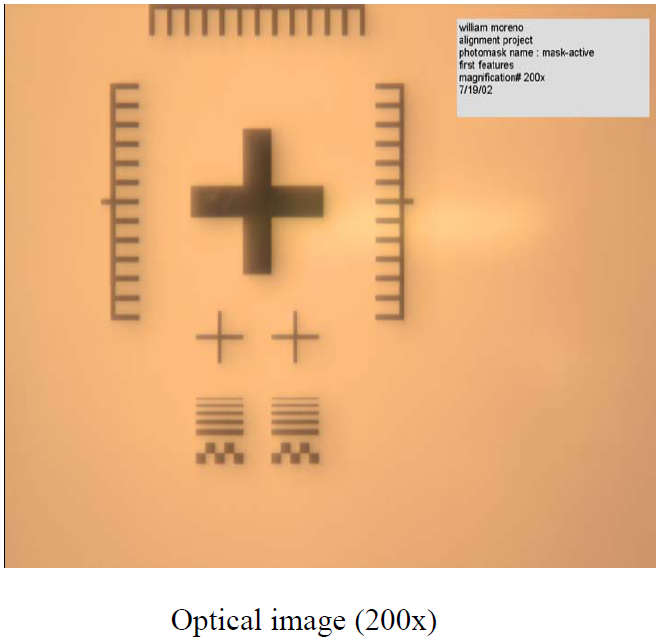 william moreno
alignment project
photomask name : mask-active
first features
magnification# 200x
7/19/02
Optical image (200x)